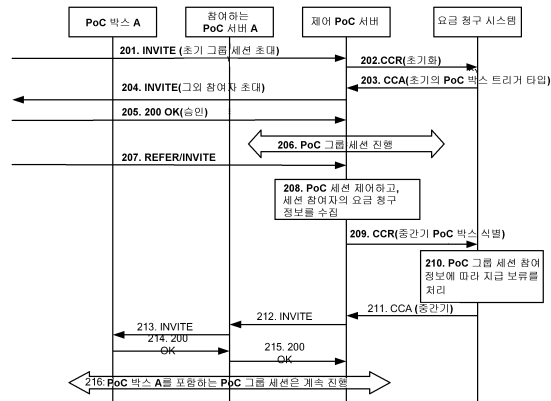 PoC 박스 A
참여하는
PoC 서버 A
제어 PoC 서버
요금 청구 시스템
201. INVITE (초기 그룹 세션 초대)
202.CCR(초기화)
203. CCA(초기의 PoC 박스 트리거 타입)
204. INVITE(그외 참여자 초대)
205. 200 OK(승인)
206. PoC 그룹 세션 진행
207. REFER/INVITE
208. PoC 세션 제어하고,
세션 참여자의 요금 청구
정보를 수집
209. CCR(중간기 PoC 박스 식별)
210. PoC 그룹 세션 참여
정보에 따라 지급 보류를
처리
211. CCA (중간기)
212. INVITE
213. INVITE
214. 200
OK
215. 200
OK
216: PoC 박스 A를 포함하는 PoC 그룹 세션은 계속 진행